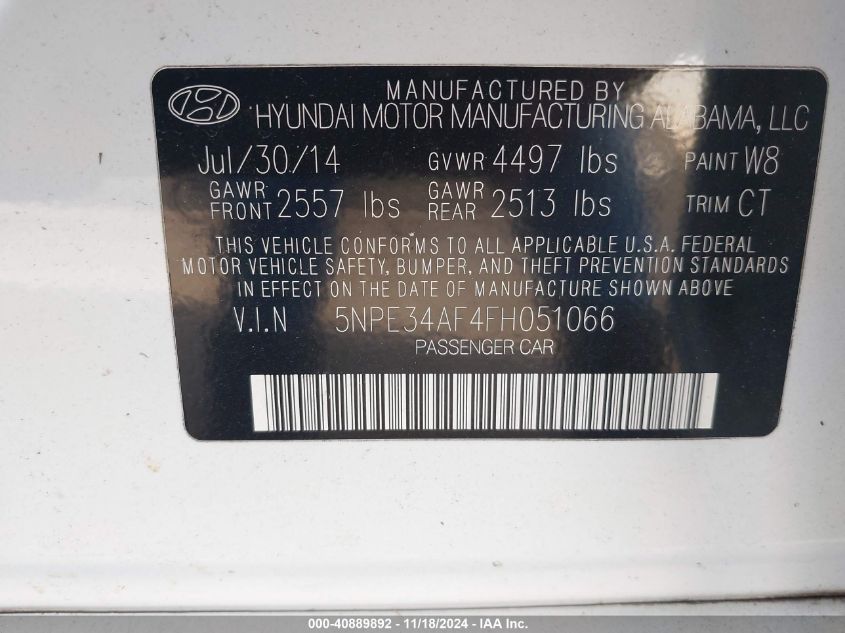 MANUFACTURED BY
HYUNDAI MOTOR MANUFACTURING ALABAMA, LLC
Jul/30/14 GVWR 4497 lbs PAINT W8
GAWR FRONT 2557 lbs GAWR REAR 2513 lbs TRIM CT
THIS VEHICLE CONFORMS TO ALL APPLICABLE U.S.A. FEDERAL
MOTOR VEHICLE SAFETY, BUMPER, AND THEFT PREVENTION STANDARDS
IN EFFECT ON THE DATE OF MANUFACTURE SHOWN ABOVE
V.I.N 5NPE34AF4FH051066
PASSENGER CAR
000-40889892 - 11/18/2024 - IAA Inc.